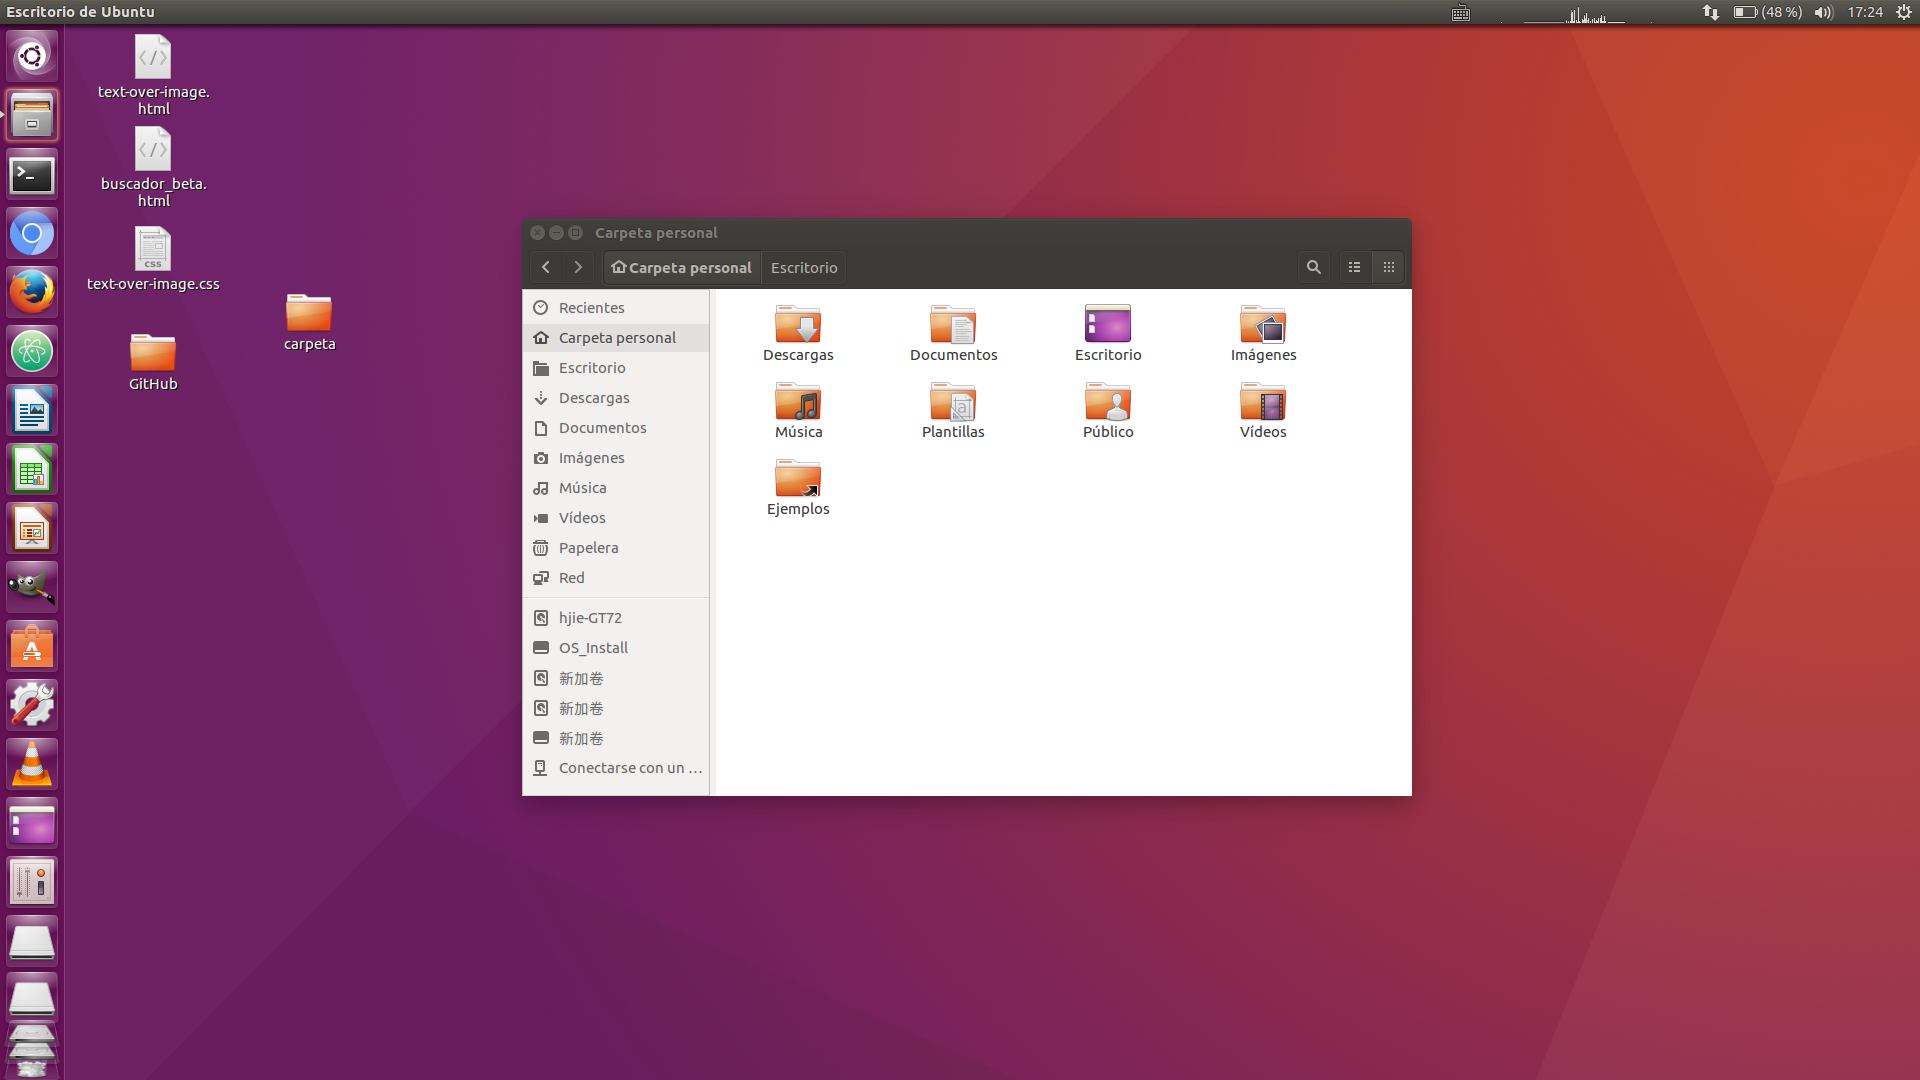 Escritorio de Ubuntu
(48 %)
17:24
text-over-image.
html
buscador_beta.
html
CSS
text-over-image.css
carpeta
GitHub
Carpeta personal
Carpeta personal
Escritorio
Recientes
Carpeta personal
Escritorio
Descargas
Documentos
Imágenes
Música
Vídeos
Papelera
Red
hjie-GT72
OS_Install
新加卷
新加卷
新加卷
Conectarse con un ...
Descargas
Documentos
Escritorio
Imágenes
Música
Plantillas
Público
Vídeos
Ejemplos